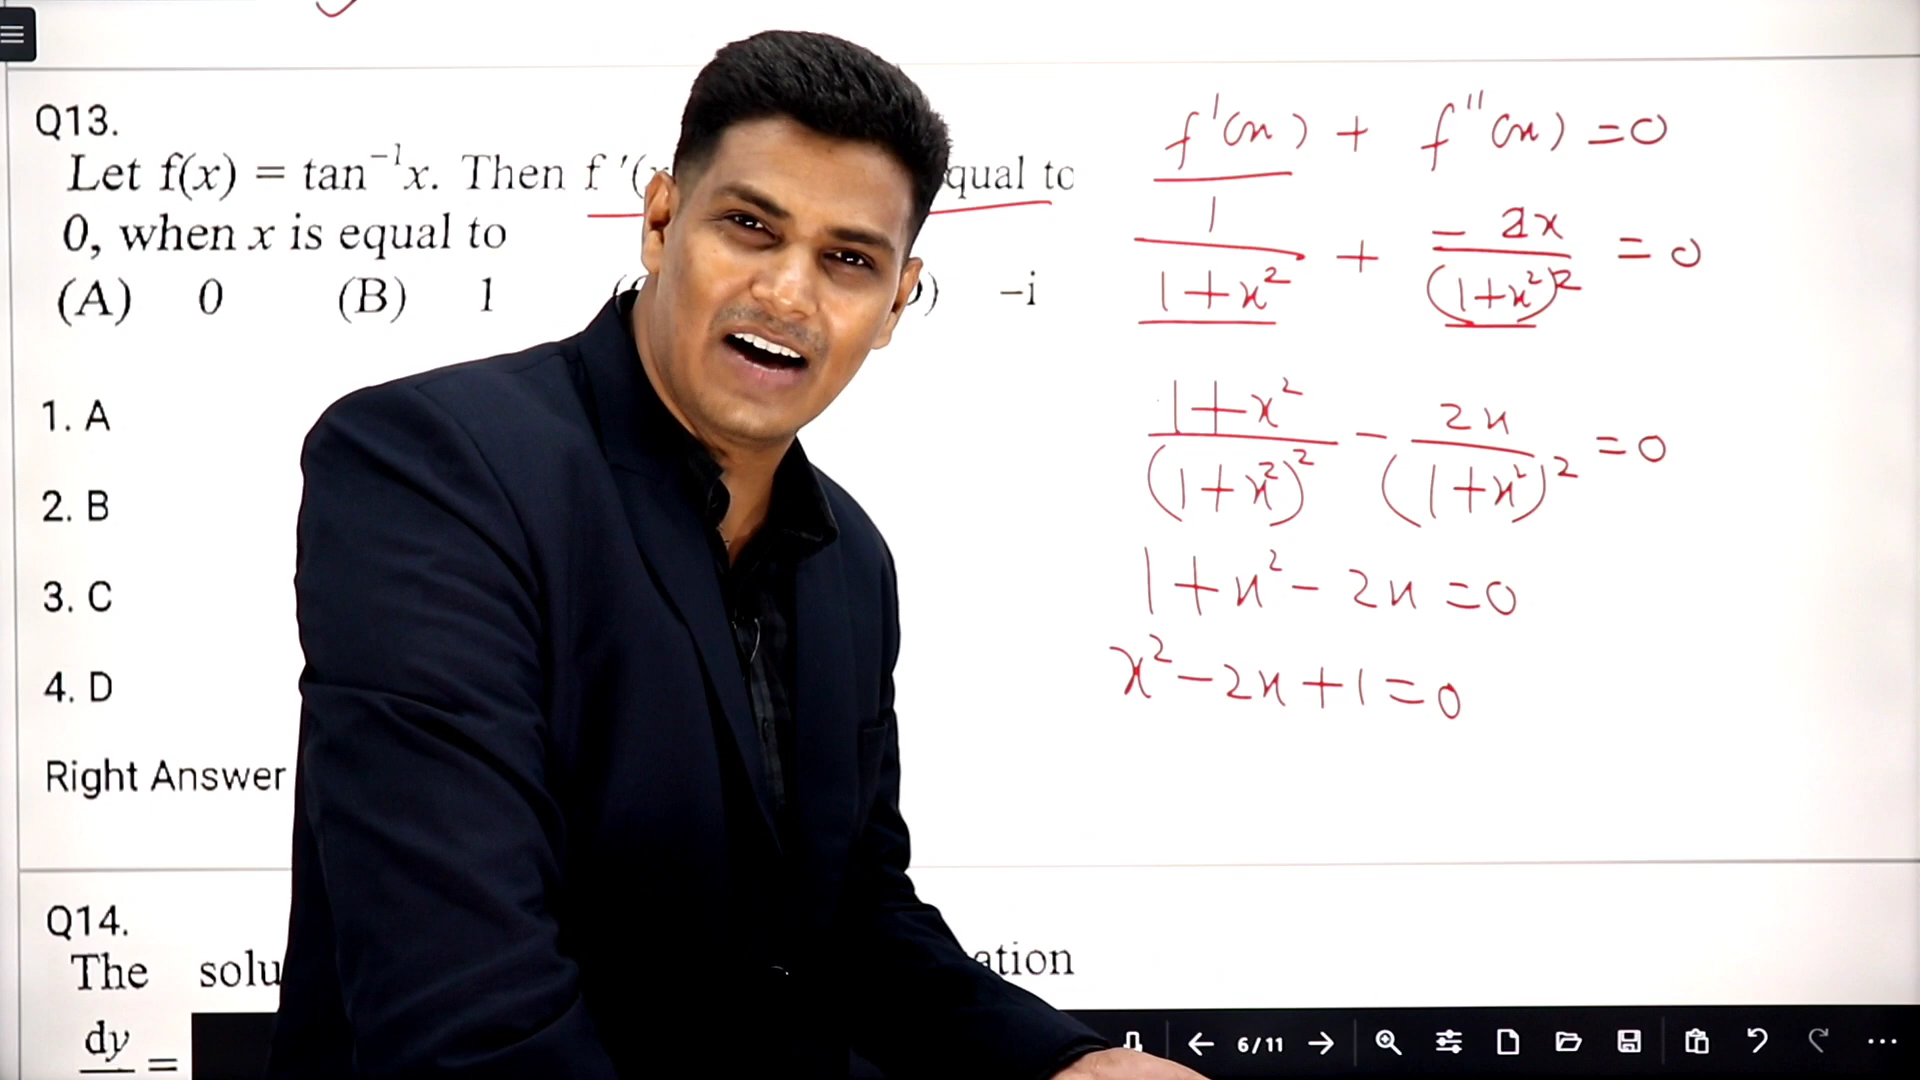 Q13.
Let f(x) = tan⁻¹x. Then f ′( qual to
0, when x is equal to
(A) 0 (B) 1 ) −i
1. A
2. B
3. C
4. D
Right Answer
f'(x) + f''(x) = 0
1/(1+x²) + −2x/(1+x²)² = 0
1+x²/(1+x²)² − 2x/(1+x²)² = 0
1+x² − 2x = 0
x² − 2x + 1 = 0
Q14.
The solu ation
dy =
6/11